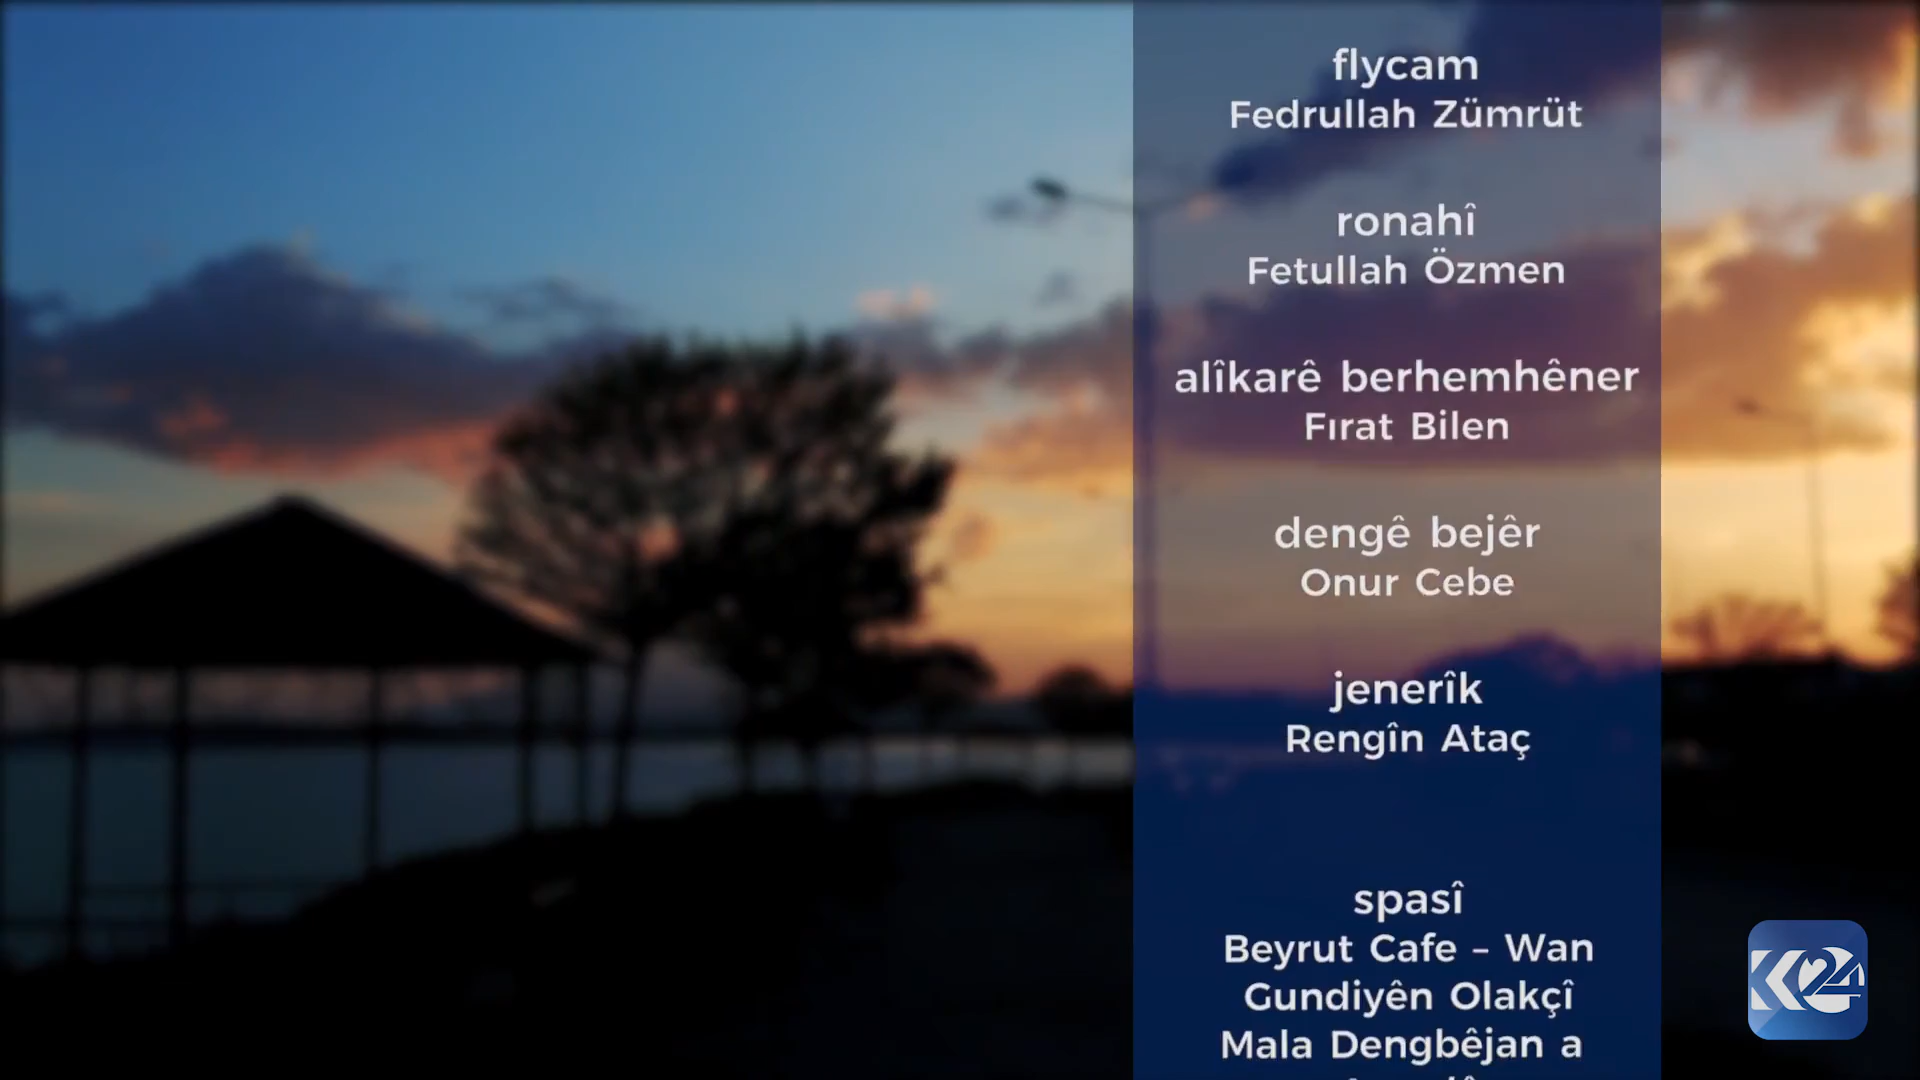 flycam
Fedrullah Zümrüt
ronahî
Fetullah Özmen
alîkarê berhemhêner
Fırat Bilen
dengê bejêr
Onur Cebe
jenerîk
Rengîn Ataç
spasî
Beyrut Cafe – Wan
Gundiyên Olakçî
Mala Dengbêjan a
K24